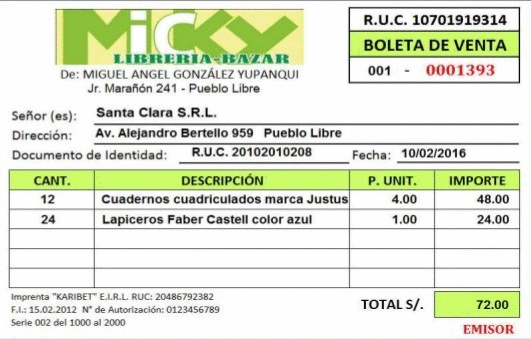 MiCKy
LIBRERIA-BAZAR
De: MIGUEL ANGEL GONZÁLEZ YUPANQUI
Jr. Marañón 241 - Pueblo Libre
R.U.C. 10701919314
BOLETA DE VENTA
001 - 0001393
Señor (es): Santa Clara S.R.L.
Dirección: Av. Alejandro Bertello 959 Pueblo Libre
Documento de Identidad: R.U.C. 20102010208 Fecha: 10/02/2016
CANT. DESCRIPCIÓN P. UNIT. IMPORTE
12 Cuadernos cuadriculados marca Justus 4.00 48.00
24 Lapiceros Faber Castell color azul 1.00 24.00
Imprenta "KARIBET" E.I.R.L. RUC: 20486792382
F.I.: 15.02.2012 N° de Autorización: 0123456789
Serie 002 del 1000 al 2000
TOTAL S/. 72.00
EMISOR